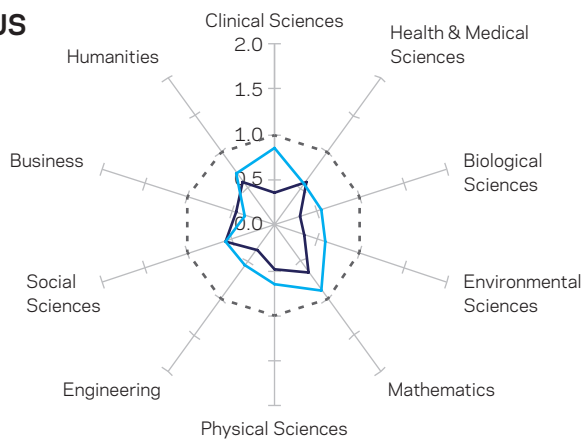 US
Clinical Sciences
2.0
1.5
1.0
0.5
0.0
Health & Medical
Sciences
Biological
Sciences
Environmental
Sciences
Mathematics
Physical Sciences
Engineering
Social
Sciences
Business
Humanities